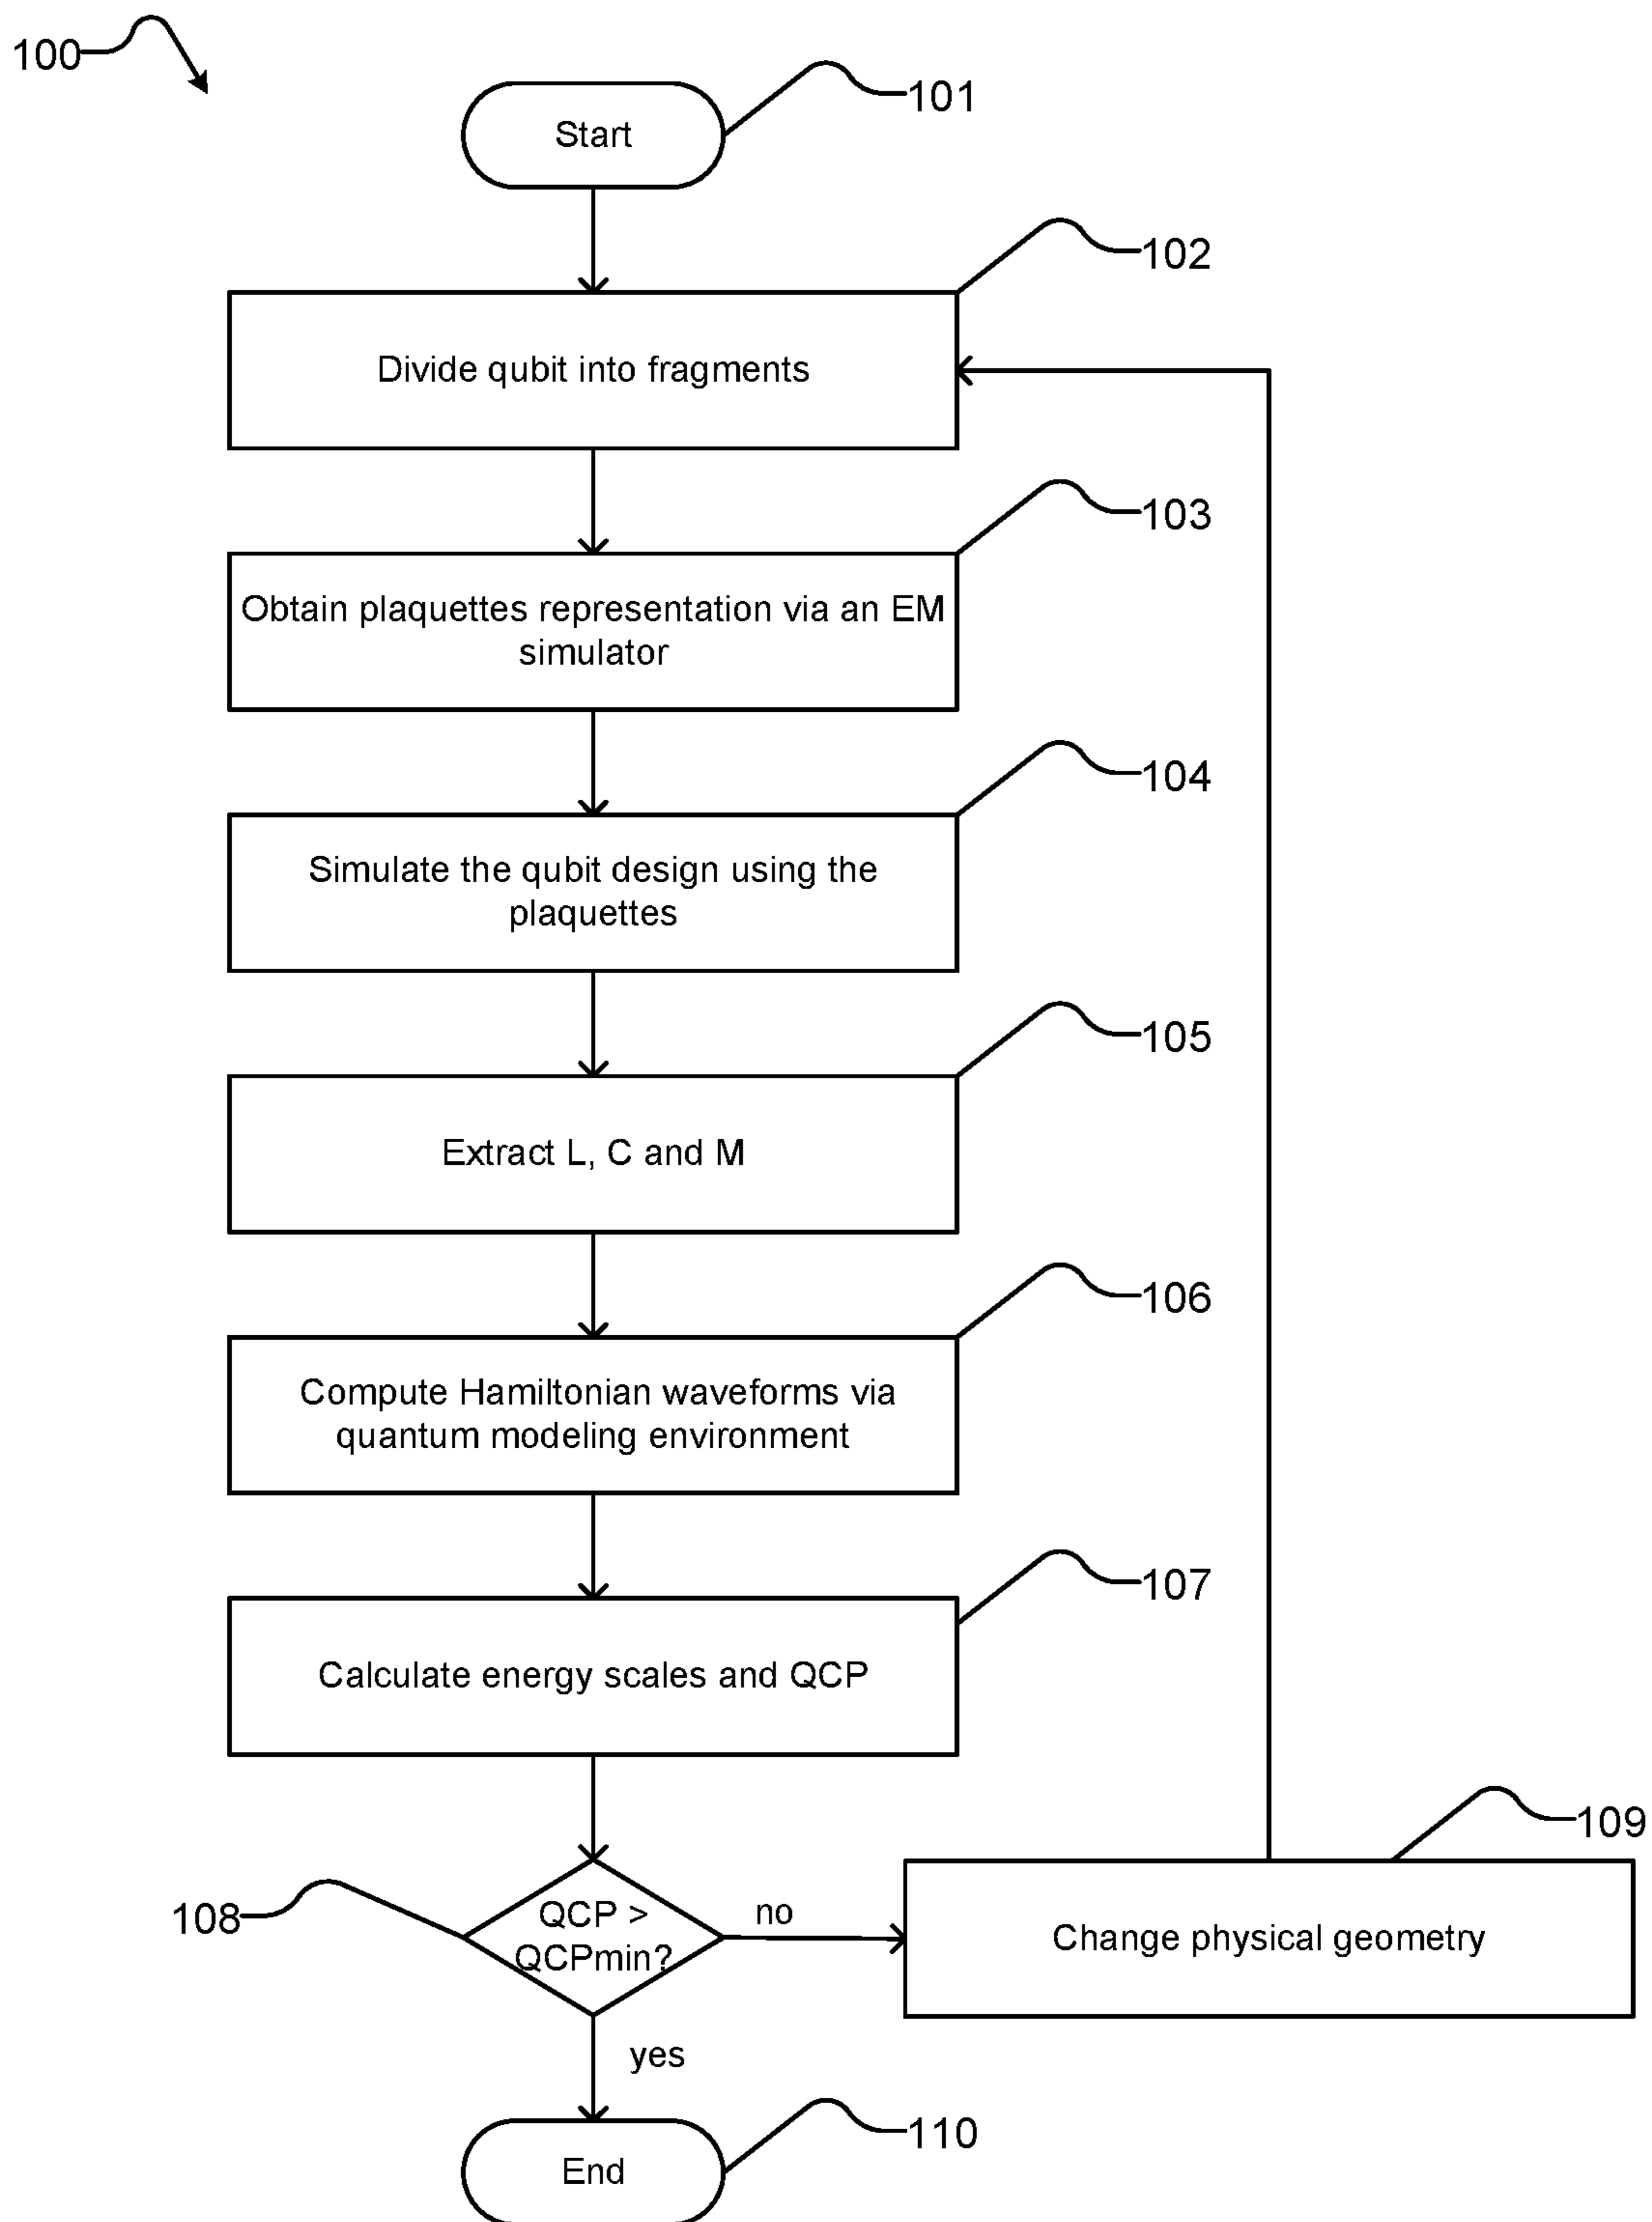 100
Start
101
Divide qubit into fragments
102
Obtain plaquettes representation via an EM
simulator
103
Simulate the qubit design using the
plaquettes
104
Extract L, C and M
105
Compute Hamiltonian waveforms via
quantum modeling environment
106
Calculate energy scales and QCP
107
QCP >
QCPmin?
108
no
Change physical geometry
109
yes
End
110